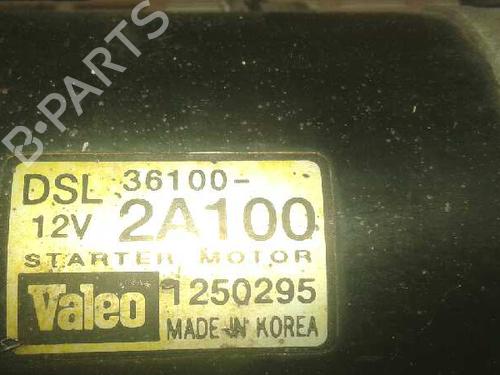 B-PARTS
DSL 36100-
12V 2A100
STARTER MOTOR
Valeo 1250295
MADE IN KOREA